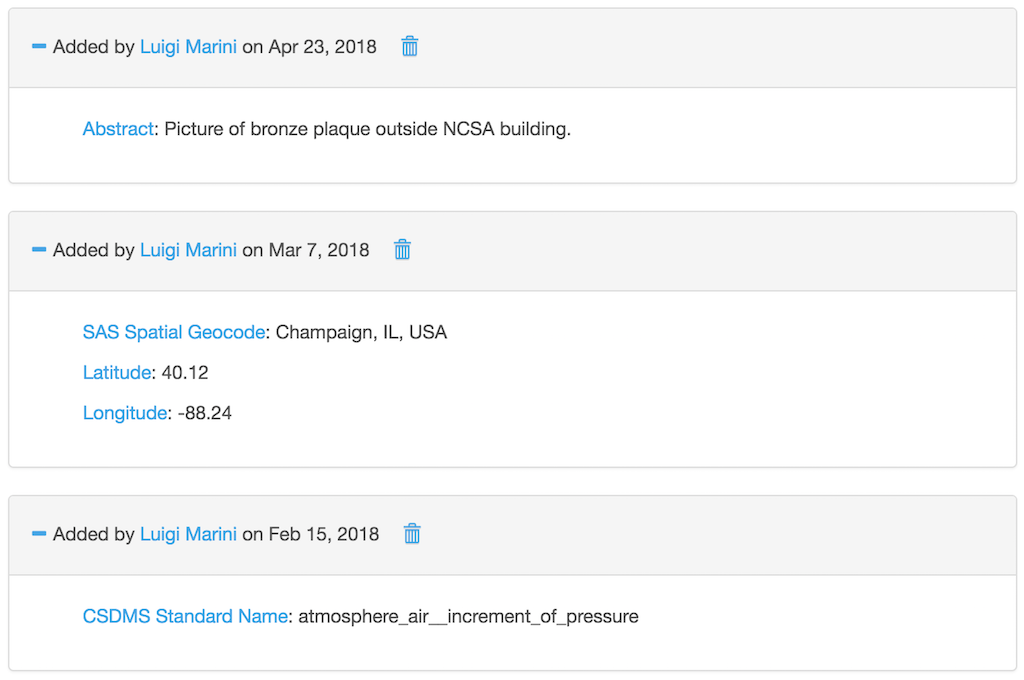 Added by Luigi Marini on Apr 23, 2018
Abstract: Picture of bronze plaque outside NCSA building.
Added by Luigi Marini on Mar 7, 2018
SAS Spatial Geocode: Champaign, IL, USA
Latitude: 40.12
Longitude: -88.24
Added by Luigi Marini on Feb 15, 2018
CSDMS Standard Name: atmosphere_air__increment_of_pressure